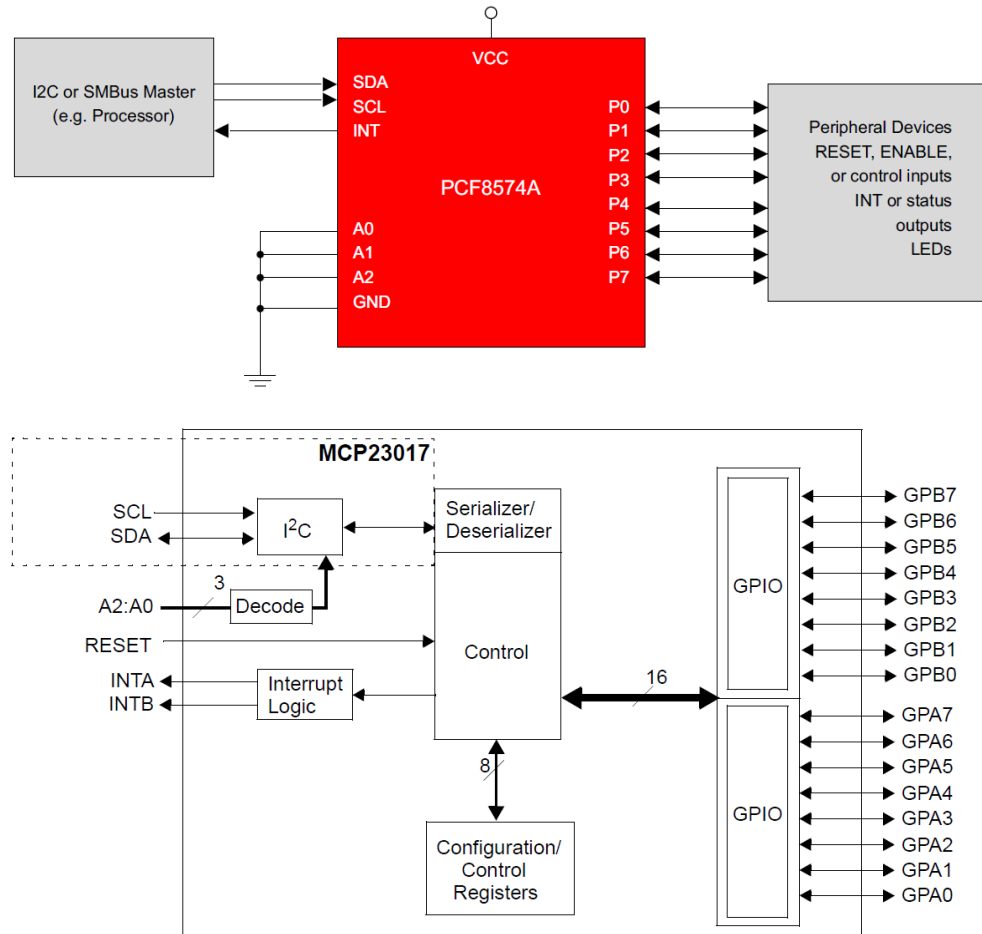 VCC
I2C or SMBus Master
(e.g. Processor)
SDA
SCL
INT
A0
A1
A2
GND
PCF8574A
P0
P1
P2
P3
P4
P5
P6
P7
Peripheral Devices
RESET, ENABLE,
or control inputs
INT or status
outputs
LEDs
MCP23017
SCL
SDA
I²C
Serializer/
Deserializer
3
A2:A0
Decode
RESET
INTA
INTB
Interrupt
Logic
Control
16
8
Configuration/
Control
Registers
GPIO
GPB7
GPB6
GPB5
GPB4
GPB3
GPB2
GPB1
GPB0
GPIO
GPA7
GPA6
GPA5
GPA4
GPA3
GPA2
GPA1
GPA0